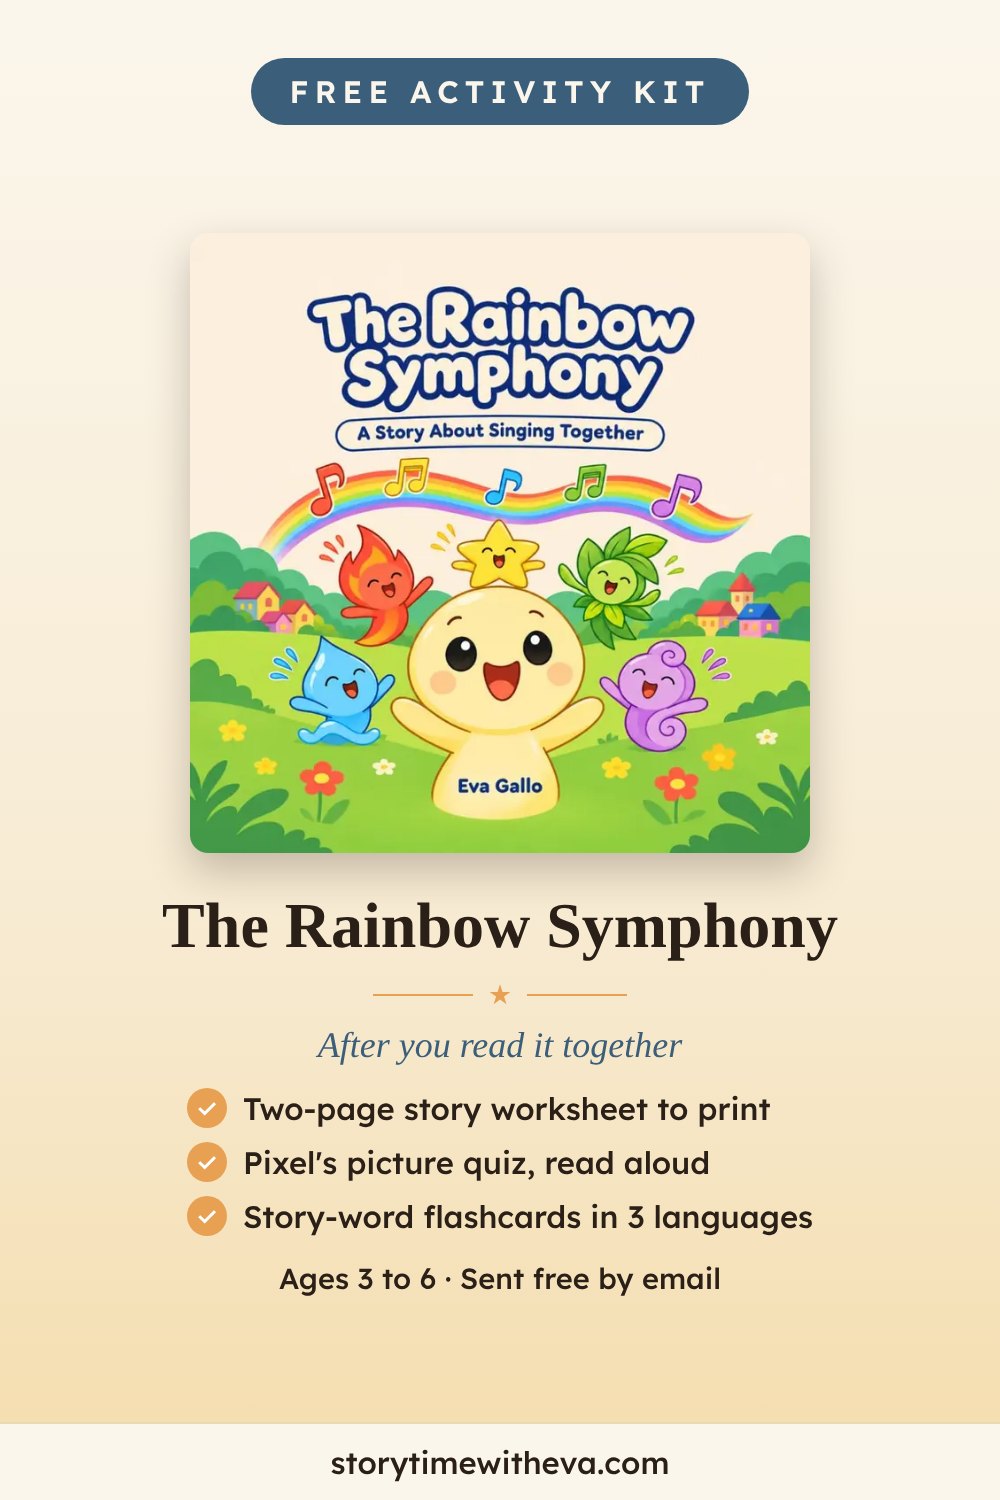 FREE ACTIVITY KIT
The Rainbow
Symphony
A Story About Singing Together
Eva Gallo
The Rainbow Symphony
After you read it together
Two-page story worksheet to print
Pixel's picture quiz, read aloud
Story-word flashcards in 3 languages
Ages 3 to 6 · Sent free by email
storytimewitheva.com